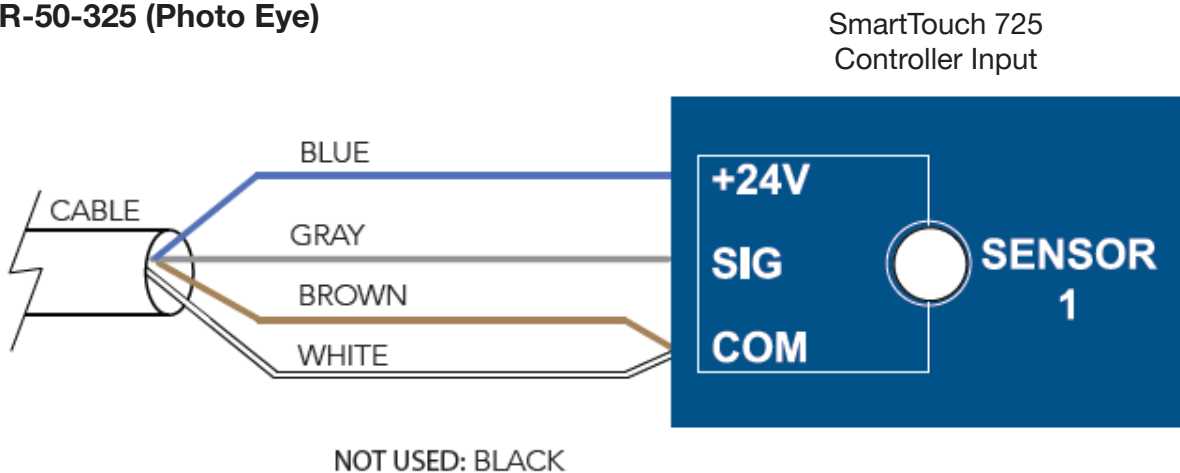 R-50-325 (Photo Eye)
SmartTouch 725
Controller Input
BLUE
+24V
CABLE
GRAY
SIG
SENSOR
1
BROWN
WHITE
COM
NOT USED: BLACK